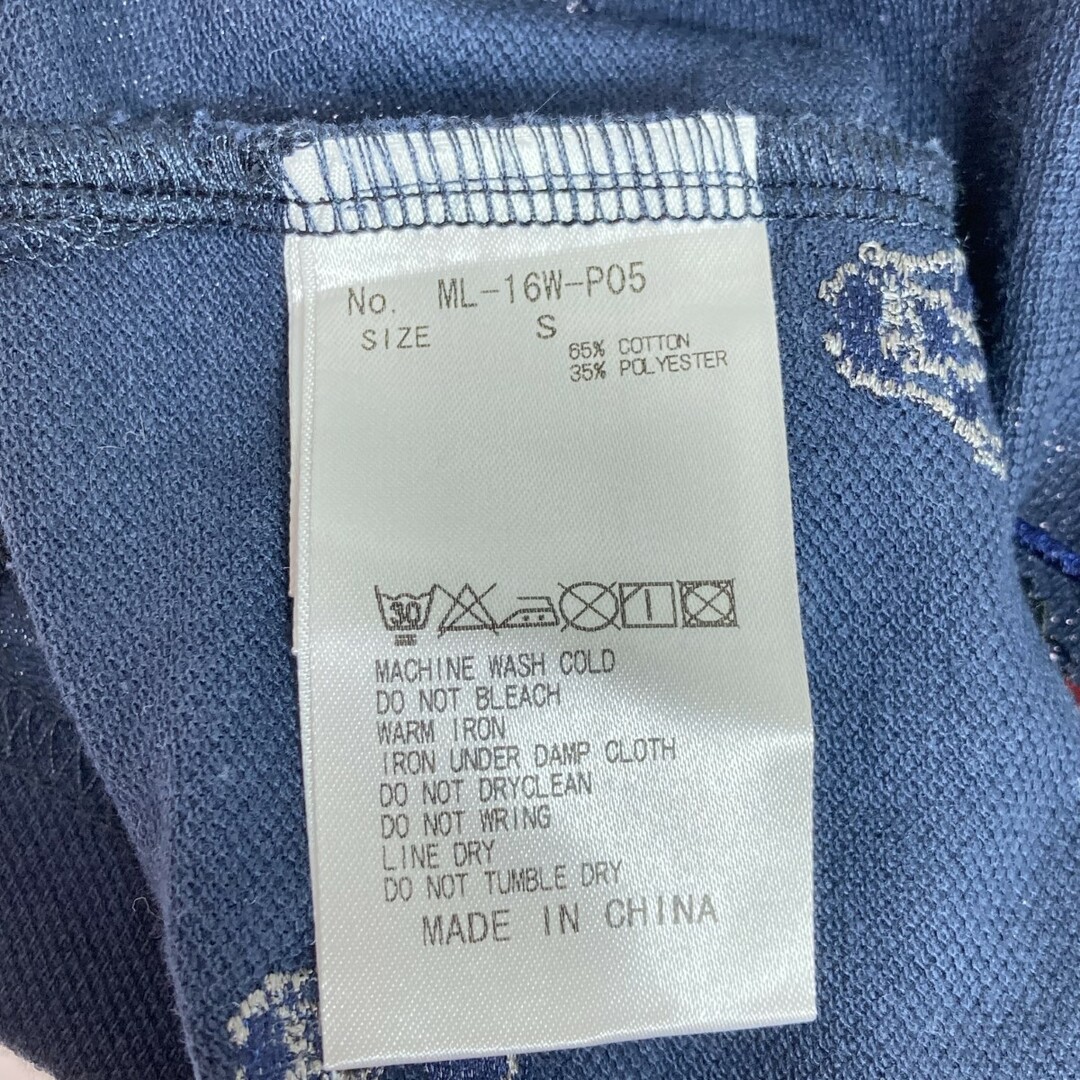 No. ML-16W-P05
SIZE S
65% COTTON
35% POLYESTER
30
MACHINE WASH COLD
DO NOT BLEACH
WARM IRON
IRON UNDER DAMP CLOTH
DO NOT DRYCLEAN
DO NOT WRING
LINE DRY
DO NOT TUMBLE DRY
MADE IN CHINA